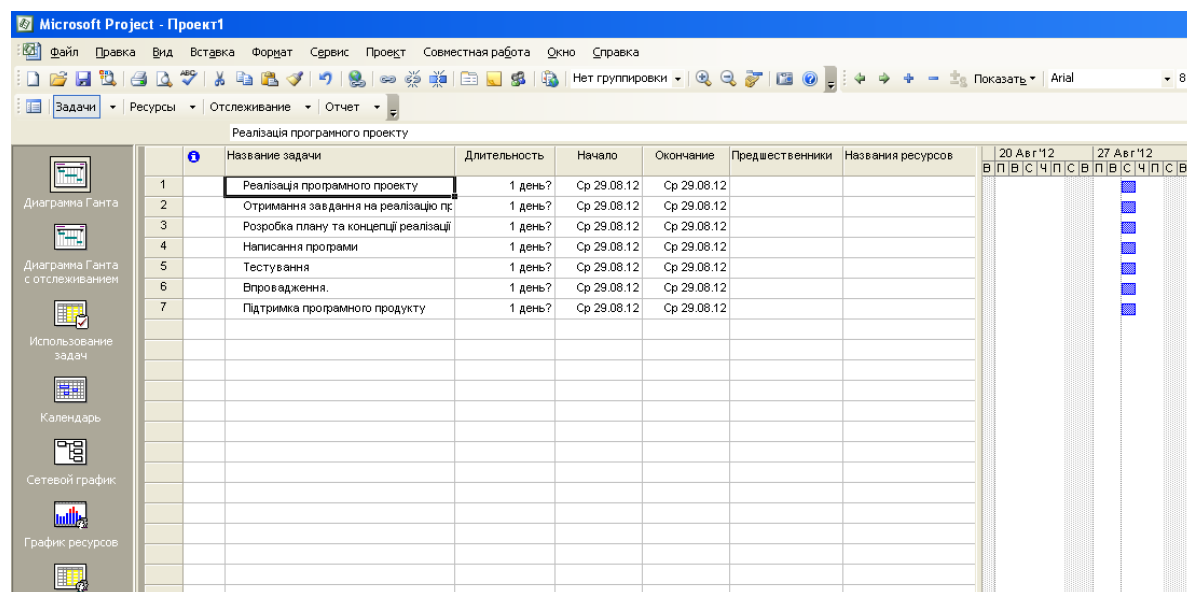 Microsoft Project - Проект1
Файл Правка Вид Вставка Формат Сервис Проект Совместная работа Окно Справка
Нет группировки Показать Arial 8
Задачи Ресурсы Отслеживание Отчет
Реалізація програмного проекту
Название задачи Длительность Начало Окончание Предшественники Названия ресурсов 20 Авг '12 27 Авг '12
В П В С Ч П С В П В С Ч П С В
1 Реалізація програмного проекту 1 день? Ср 29.08.12 Ср 29.08.12
2 Отримання завдання на реалізацію пр 1 день? Ср 29.08.12 Ср 29.08.12
3 Розробка плану та концепції реалізації 1 день? Ср 29.08.12 Ср 29.08.12
4 Написання програми 1 день? Ср 29.08.12 Ср 29.08.12
5 Тестування 1 день? Ср 29.08.12 Ср 29.08.12
6 Впровадження. 1 день? Ср 29.08.12 Ср 29.08.12
7 Підтримка програмного продукту 1 день? Ср 29.08.12 Ср 29.08.12
Диаграмма Ганта
Диаграмма Ганта
с отслеживанием
Использование
задач
Календарь
Сетевой график
График ресурсов